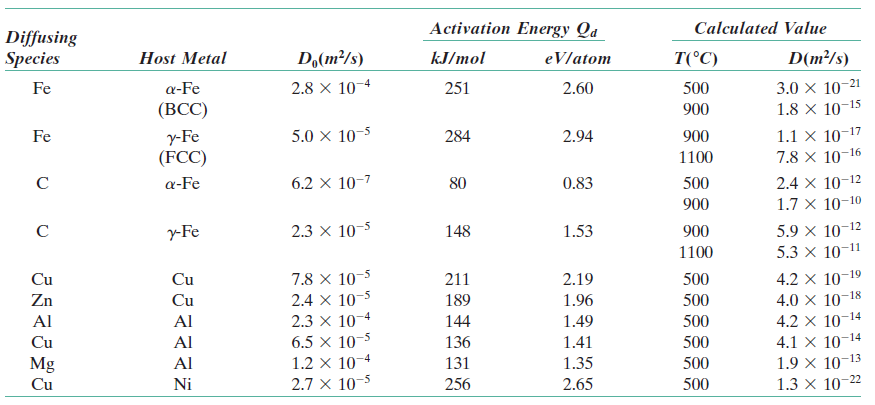 Activation Energy Qd Calculated Value
Diffusing
Species Host Metal D₀(m²/s) kJ/mol eV/atom T(°C) D(m²/s)
Fe α-Fe 2.8 × 10⁻⁴ 251 2.60 500 3.0 × 10⁻²¹
(BCC) 900 1.8 × 10⁻¹⁵
Fe γ-Fe 5.0 × 10⁻⁵ 284 2.94 900 1.1 × 10⁻¹⁷
(FCC) 1100 7.8 × 10⁻¹⁶
C α-Fe 6.2 × 10⁻⁷ 80 0.83 500 2.4 × 10⁻¹²
900 1.7 × 10⁻¹⁰
C γ-Fe 2.3 × 10⁻⁵ 148 1.53 900 5.9 × 10⁻¹²
1100 5.3 × 10⁻¹¹
Cu Cu 7.8 × 10⁻⁵ 211 2.19 500 4.2 × 10⁻¹⁹
Zn Cu 2.4 × 10⁻⁵ 189 1.96 500 4.0 × 10⁻¹⁸
Al Al 2.3 × 10⁻⁴ 144 1.49 500 4.2 × 10⁻¹⁴
Cu Al 6.5 × 10⁻⁵ 136 1.41 500 4.1 × 10⁻¹⁴
Mg Al 1.2 × 10⁻⁴ 131 1.35 500 1.9 × 10⁻¹³
Cu Ni 2.7 × 10⁻⁵ 256 2.65 500 1.3 × 10⁻²²